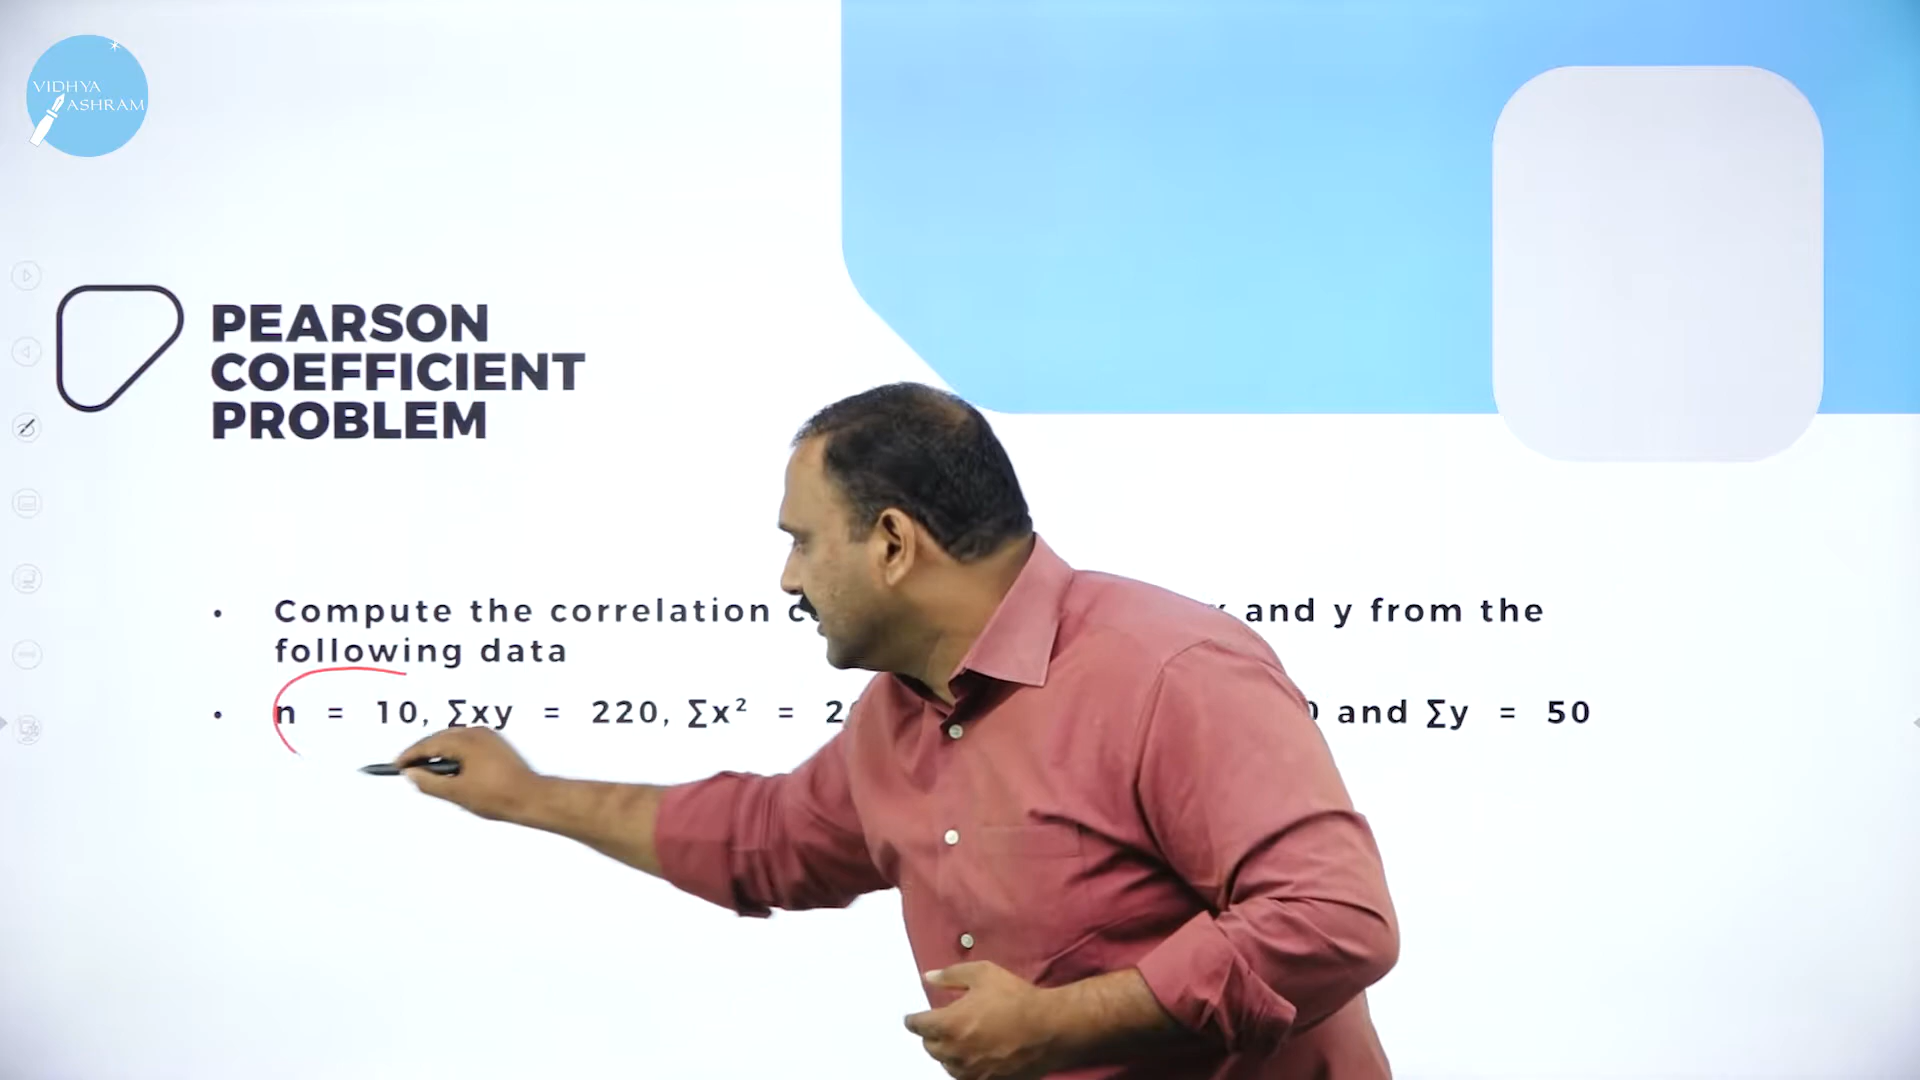 VIDHYA
ASHRAM
PEARSON
COEFFICIENT
PROBLEM
• Compute the correlation and y from the
following data
• n = 10, ∑xy = 220, ∑x² = and ∑y = 50